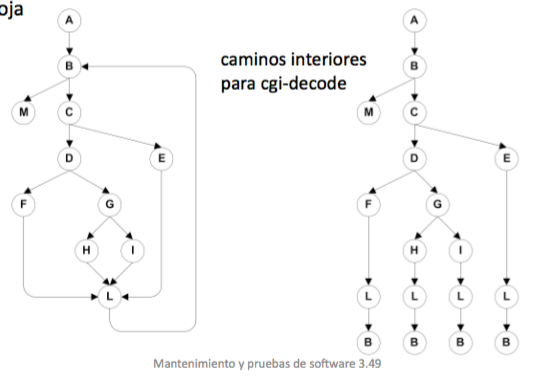 oja
caminos interiores
para cgi-decode
A
B
M
C
D
E
F
G
H
I
L
A
B
M
C
D
E
F
G
H
I
L
L
L
L
B
B
B
B
Mantenimiento y pruebas de software 3.49